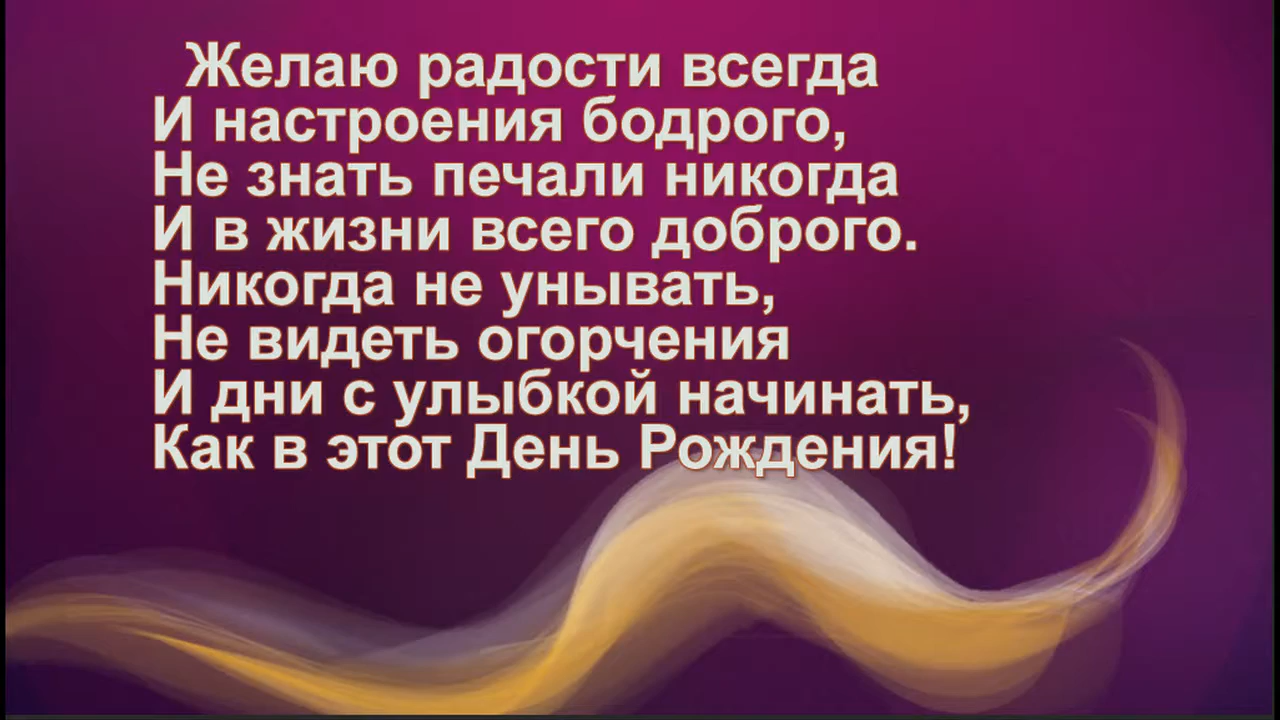 Желаю радости всегда
И настроения бодрого,
Не знать печали никогда
И в жизни всего доброго.
Никогда не унывать,
Не видеть огорчения
И дни с улыбкой начинать,
Как в этот День Рождения!